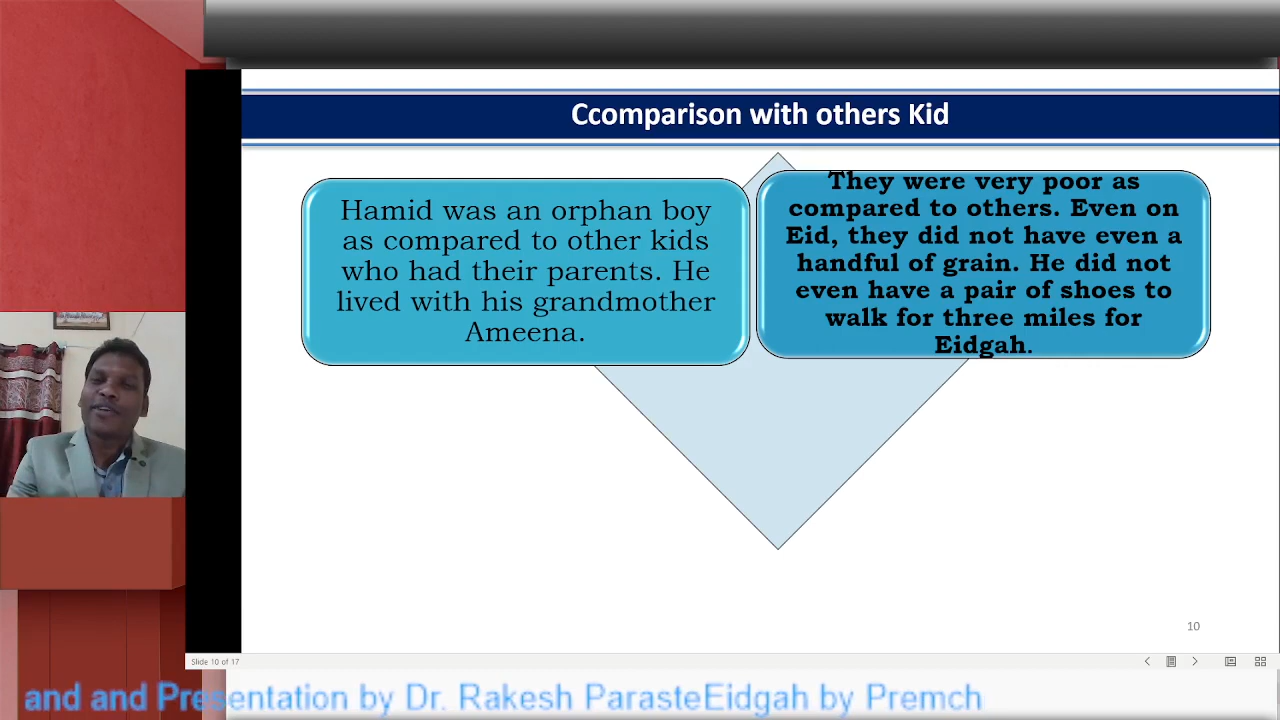 Ccomparison with others Kid
Hamid was an orphan boy
as compared to other kids
who had their parents. He
lived with his grandmother
Ameena.
They were very poor as
compared to others. Even on
Eid, they did not have even a
handful of grain. He did not
even have a pair of shoes to
walk for three miles for
Eidgah.
10
Slide 10 of 17
and and Presentation by Dr. Rakesh ParasteEidgah by Premch